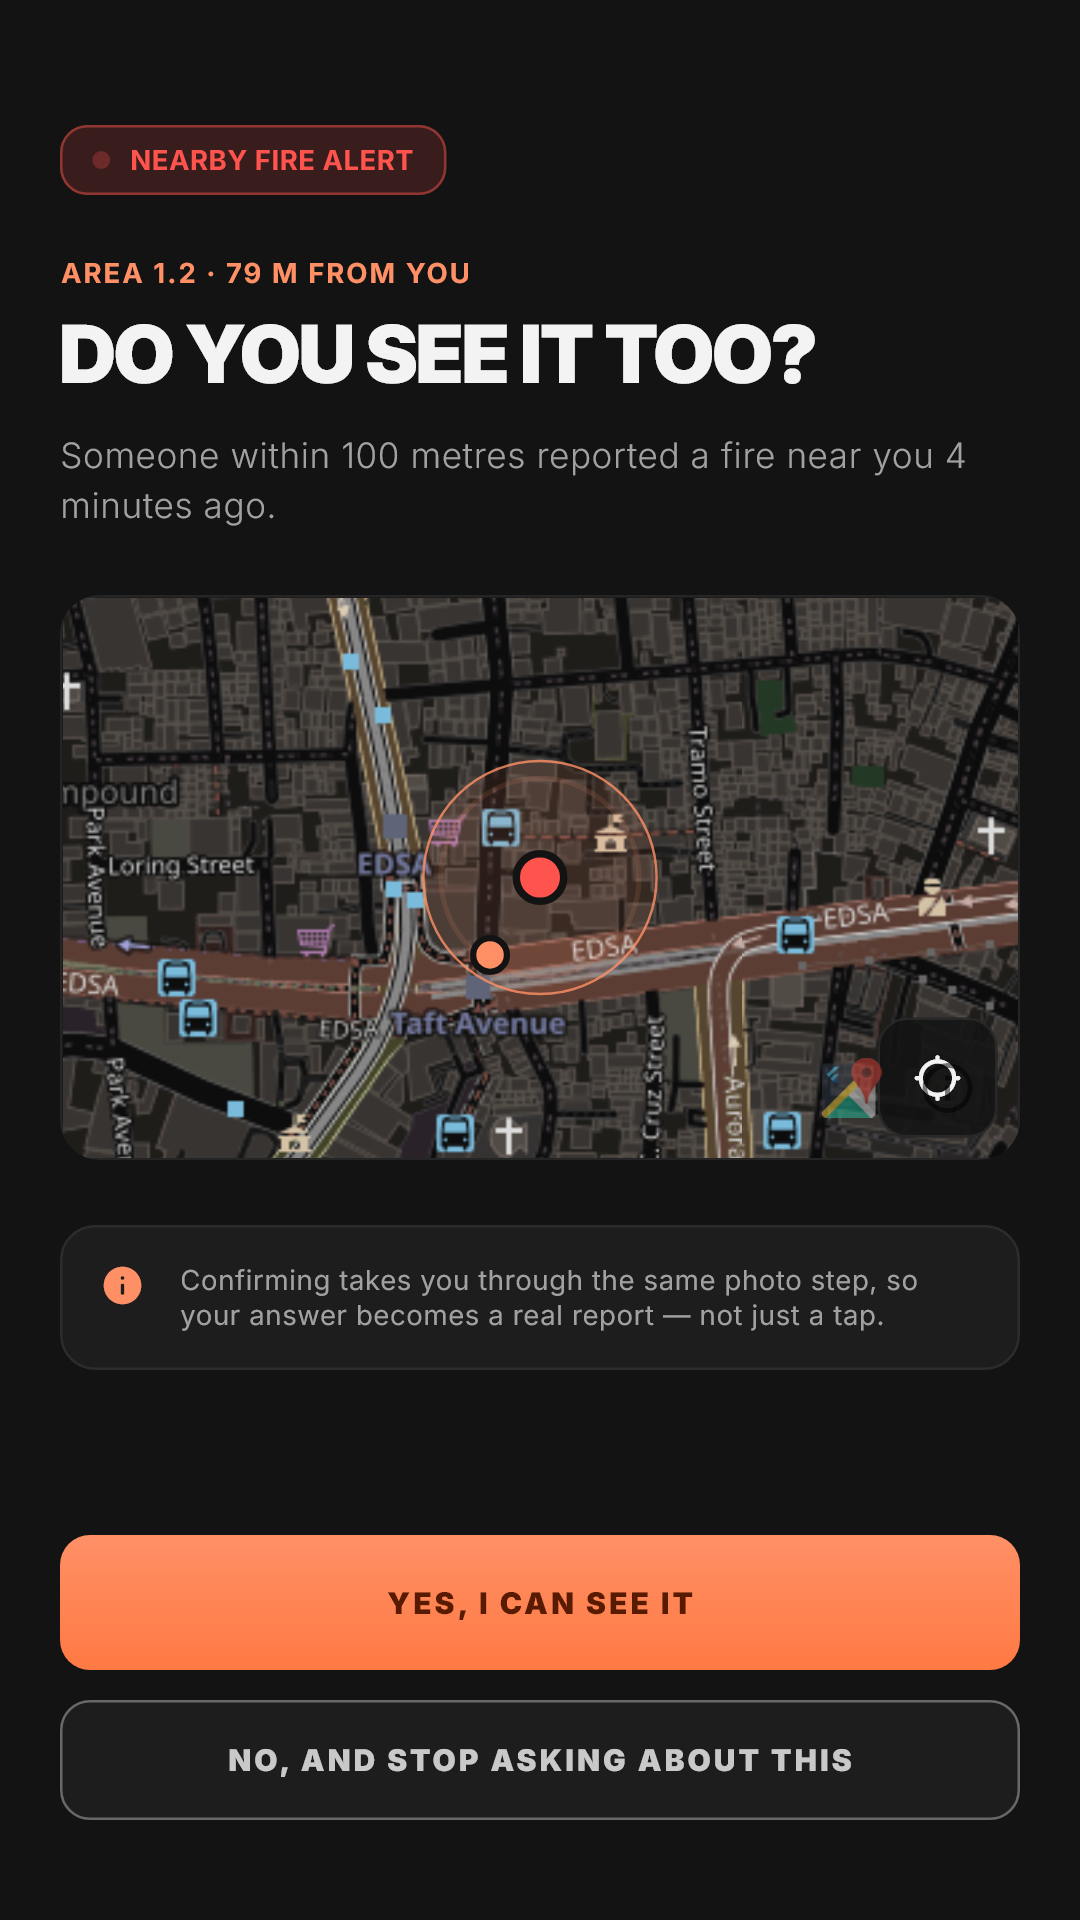 NEARBY FIRE ALERT
AREA 1.2 · 79 M FROM YOU
DO YOU SEE IT TOO?
Someone within 100 metres reported a fire near you 4
minutes ago.
mpound
Park Avenue
Loring Street
EDSA
Tramo Street
EDSA
EDSA
EDSA
EDSA
Taft Avenue
Park Ave
. Cruz Street
Aurora
Confirming takes you through the same photo step, so
your answer becomes a real report — not just a tap.
YES, I CAN SEE IT
NO, AND STOP ASKING ABOUT THIS